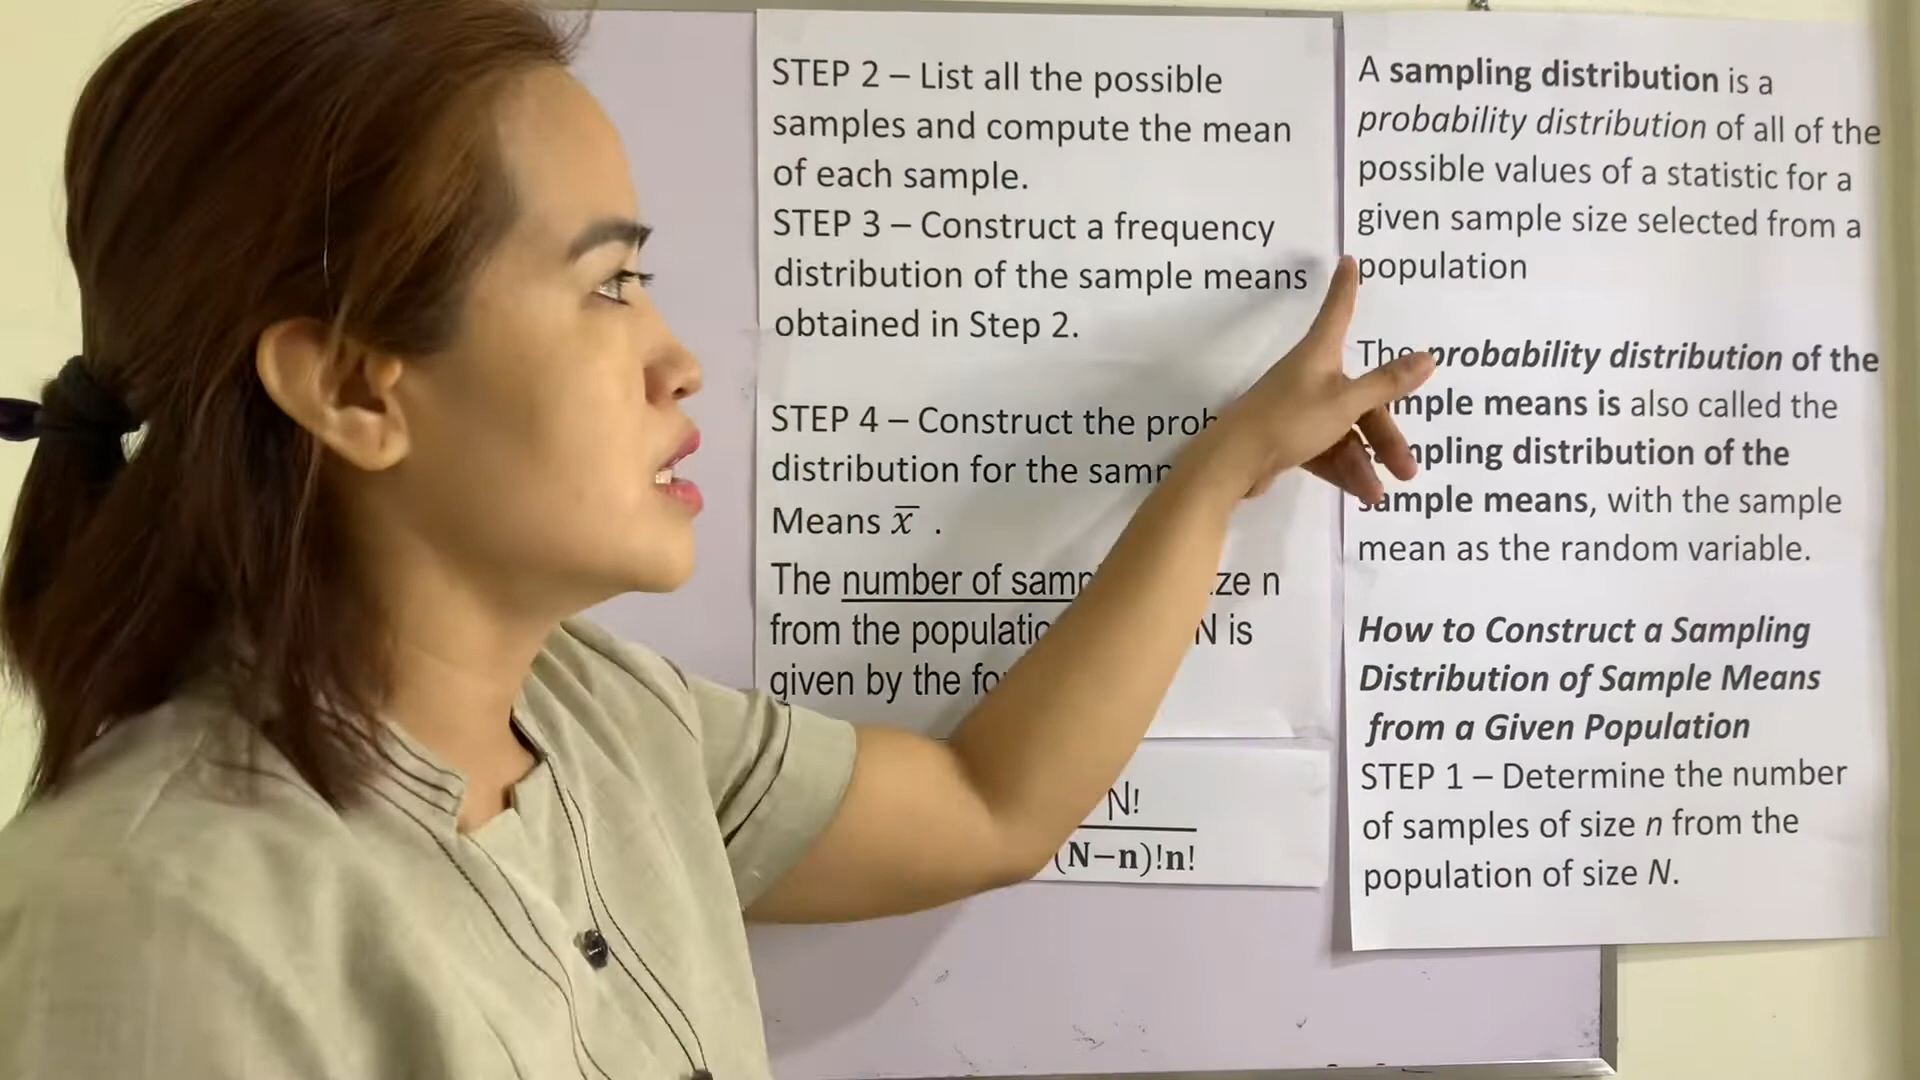 STEP 2 – List all the possible
samples and compute the mean
of each sample.
STEP 3 – Construct a frequency
distribution of the sample means
obtained in Step 2.
STEP 4 – Construct the
distribution for the
Means x̅ .
The number of n
from the N is
given by the
N!
(N−n)!n!
A sampling distribution is a
probability distribution of all of the
possible values of a statistic for a
given sample size selected from a
population
The probability distribution of the
sample means is also called the
sampling distribution of the
sample means, with the sample
mean as the random variable.
How to Construct a Sampling
Distribution of Sample Means
from a Given Population
STEP 1 – Determine the number
of samples of size n from the
population of size N.